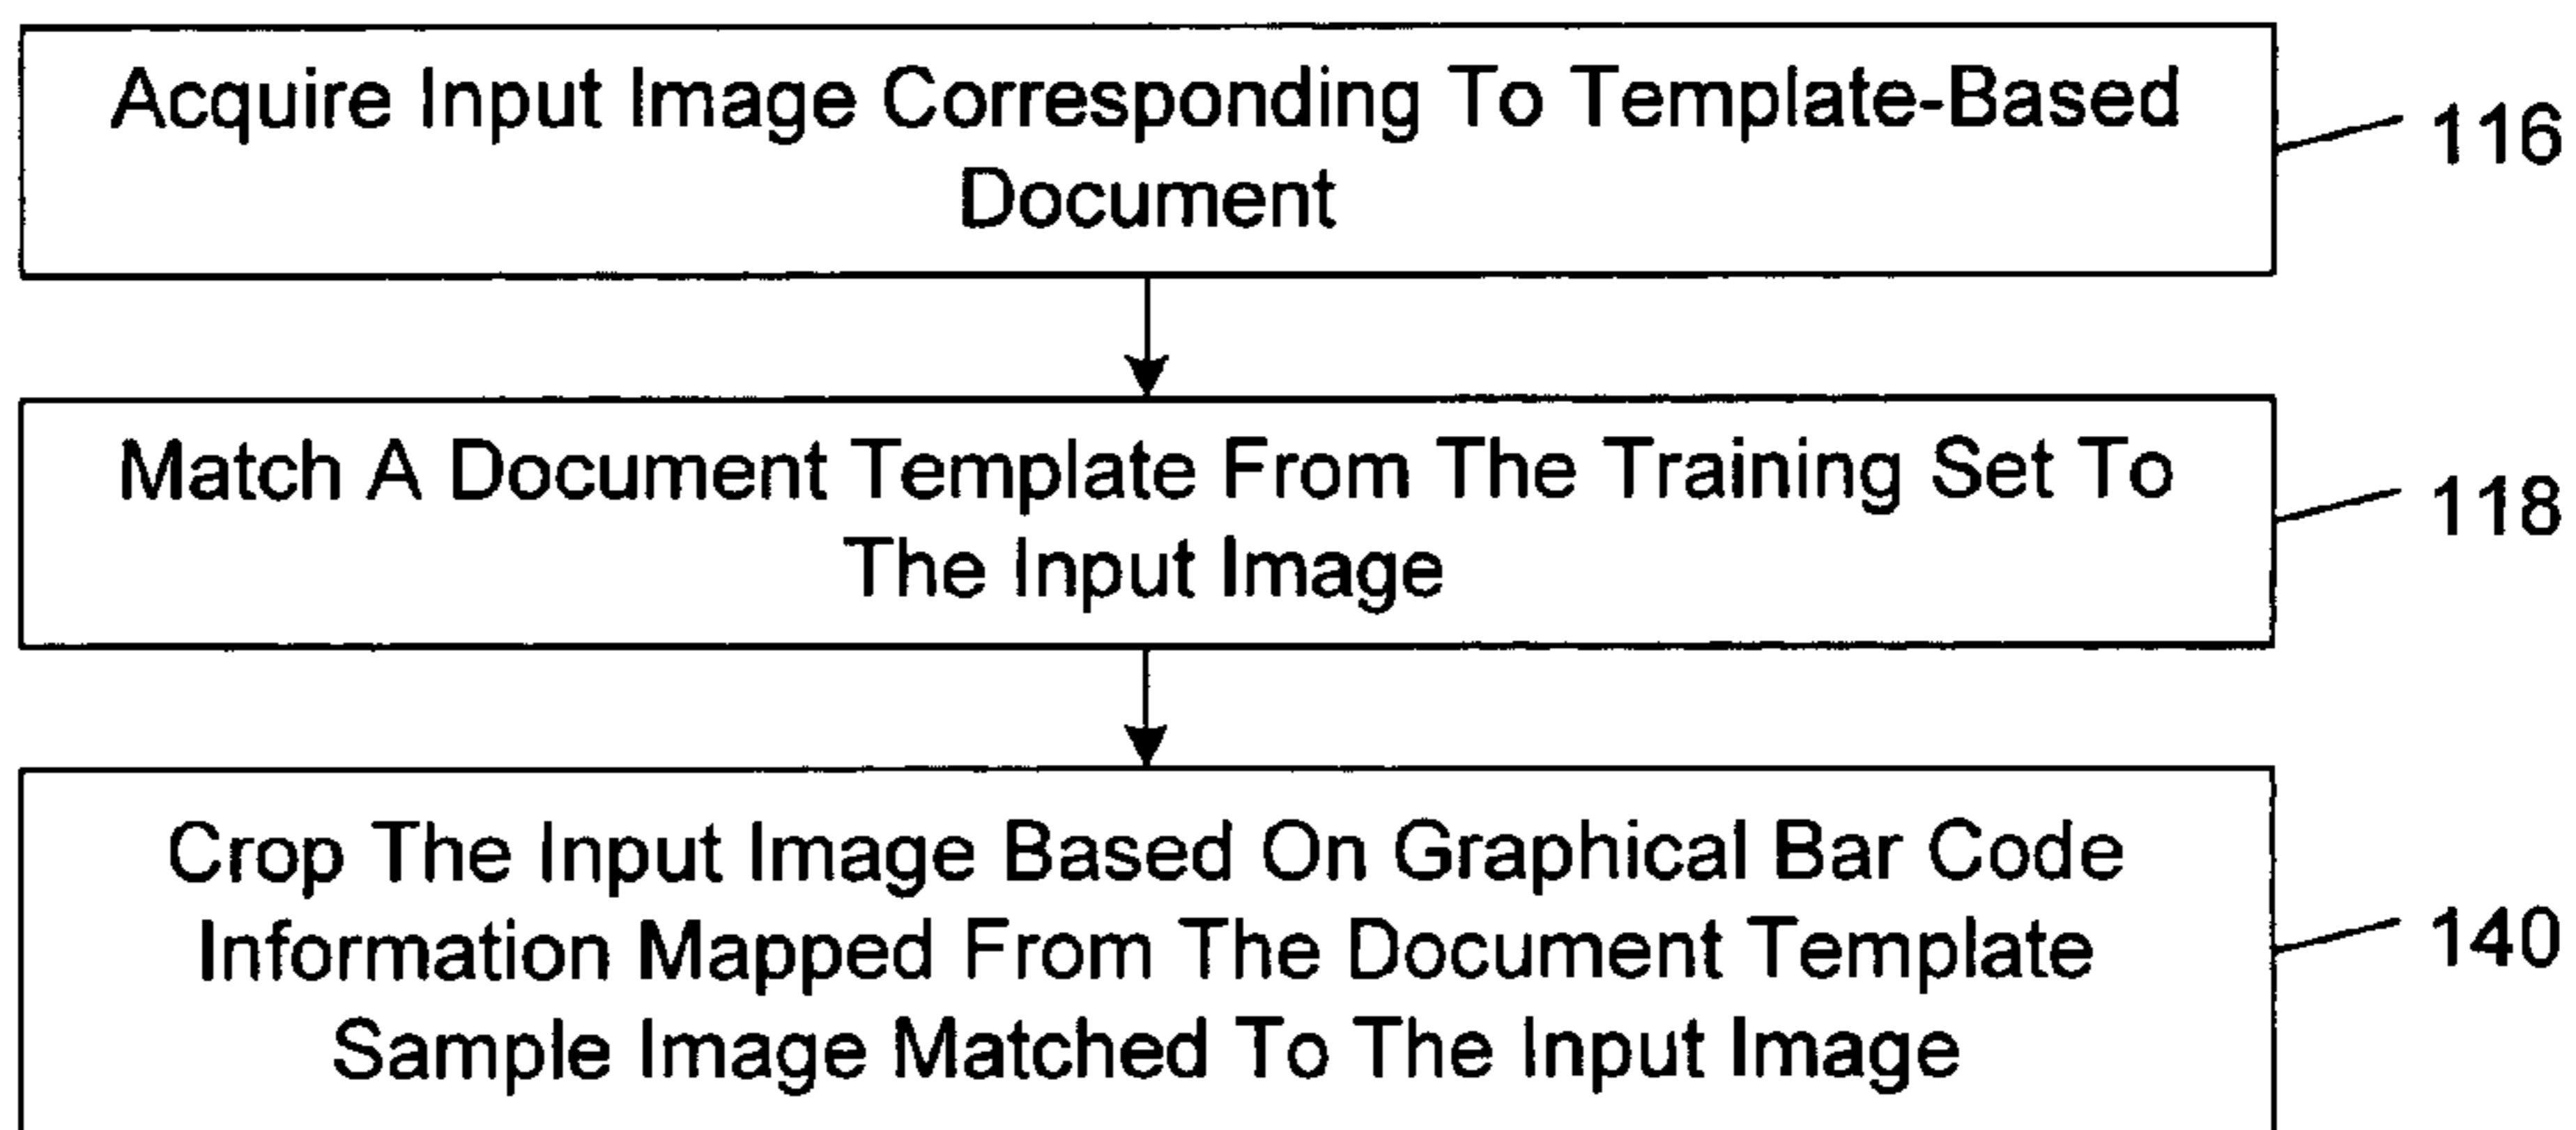 Acquire Input Image Corresponding To Template-Based
Document
116
Match A Document Template From The Training Set To
The Input Image
118
Crop The Input Image Based On Graphical Bar Code
Information Mapped From The Document Template
Sample Image Matched To The Input Image
140